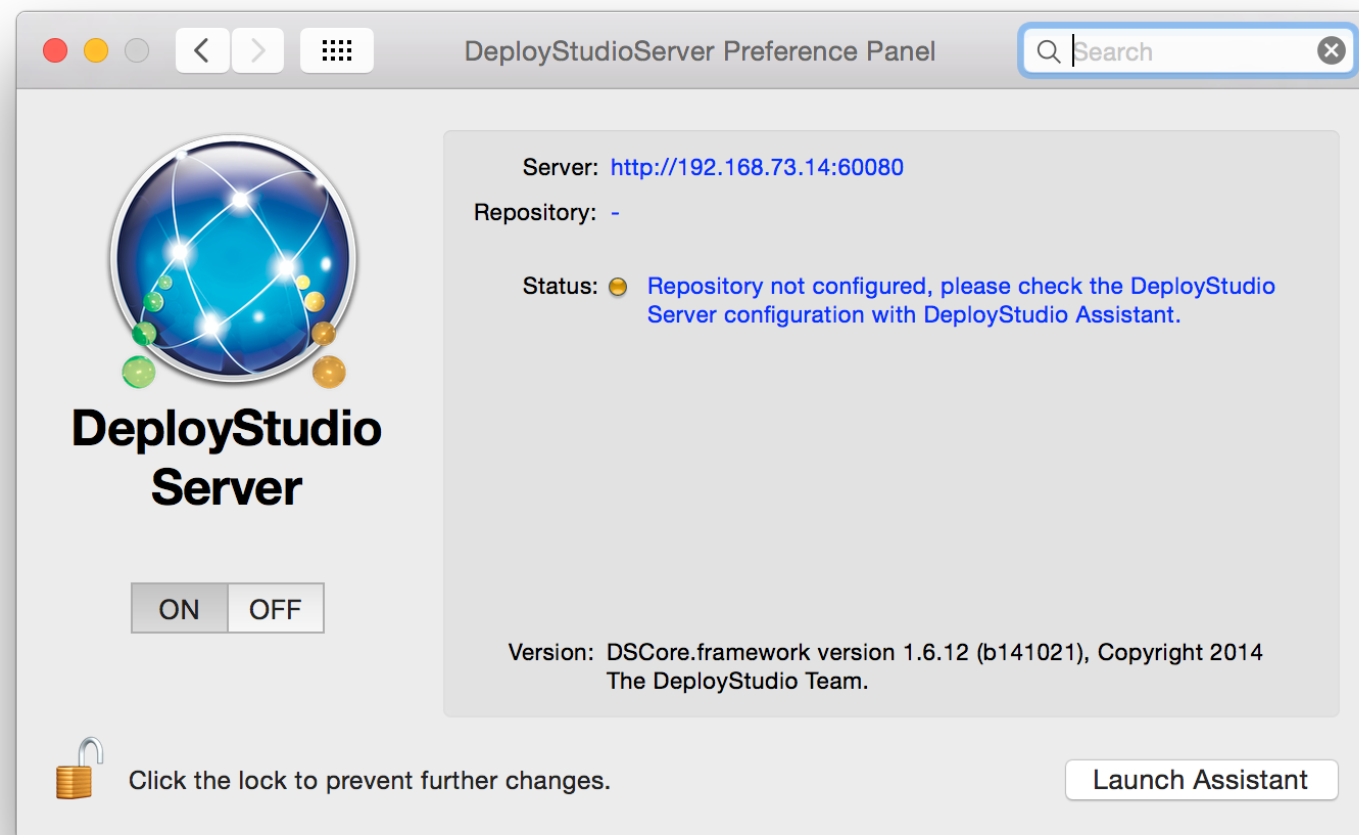 DeployStudioServer Preference Panel
Search
Server: http://192.168.73.14:60080
Repository: -
Status: Repository not configured, please check the DeployStudio
Server configuration with DeployStudio Assistant.
DeployStudio
Server
ON OFF
Version: DSCore.framework version 1.6.12 (b141021), Copyright 2014
The DeployStudio Team.
Click the lock to prevent further changes.
Launch Assistant